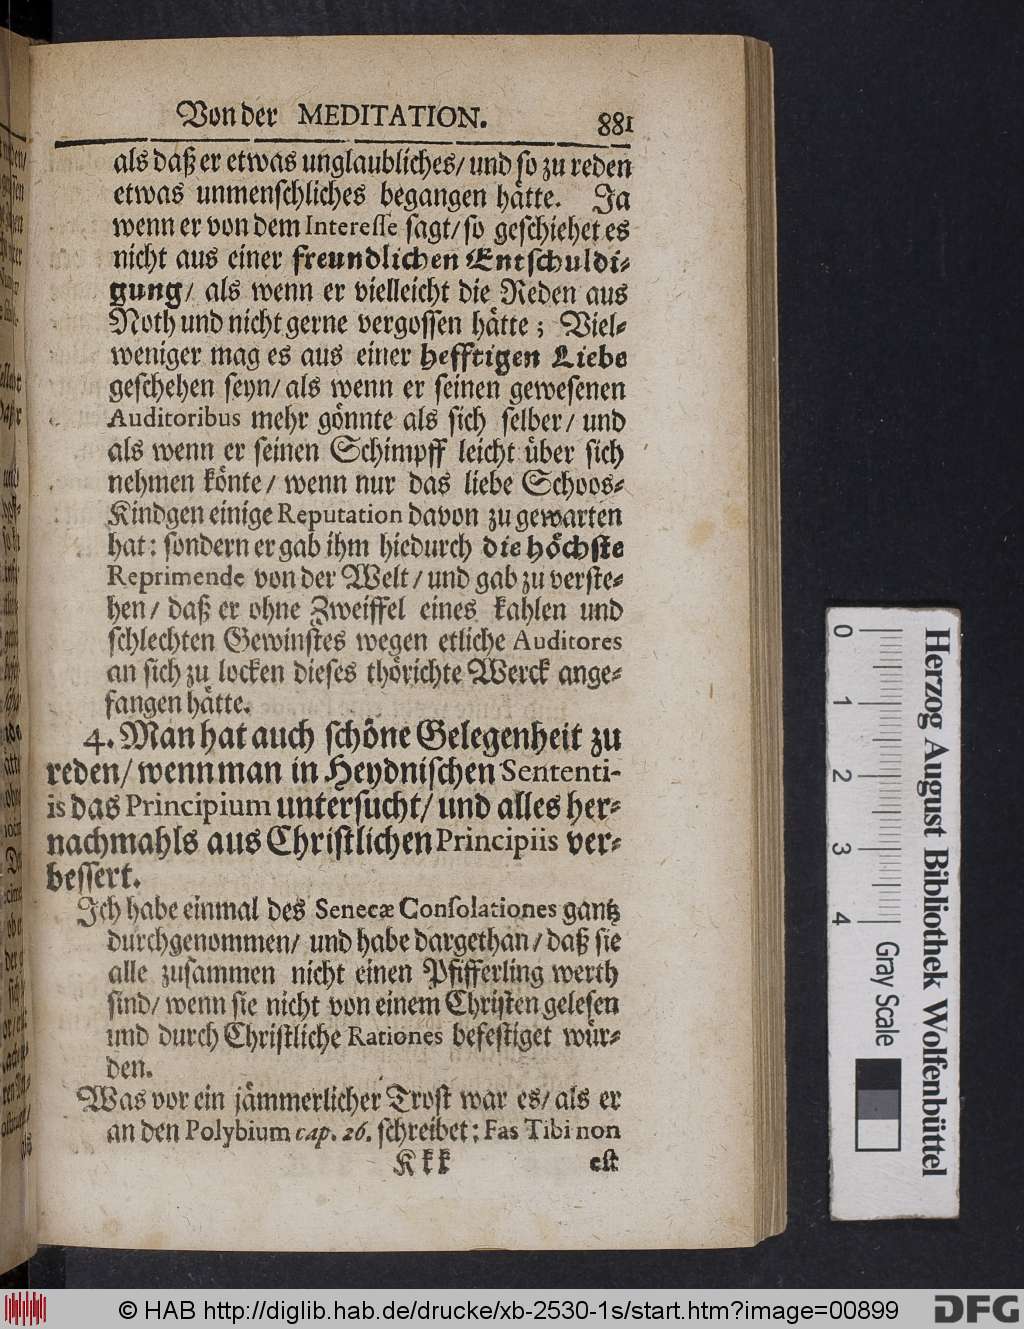 Von der MEDITATION. 881
als daß er etwas unglaubliches/ und so zu reden
etwas unmenschliches begangen hätte. Ja
wenn er von dem Interesse sagt/ so geschiehet es
nicht aus einer freundlichen Entschuldi-
gung/ als wenn er vielleicht die Reden aus
Noth und nicht gerne vergossen hätte; Viel-
weniger mag es aus einer hefftigen Liebe
geschehen seyn/ als wenn er seinen gewesenen
Auditoribus mehr gönnte als sich selber/ und
als wenn er seinen Schimpff leicht über sich
nehmen könte/ wenn nur das liebe Schoos-
Kindgen einige Reputation davon zu gewarten
hat: sondern er gab ihm hiedurch die höchste
Reprimende von der Welt/ und gab zu verste-
hen/ daß er ohne Zweiffel eines kahlen und
schlechten Gewinstes wegen etliche Auditores
an sich zu locken dieses thörichte Werck ange-
fangen hätte.
4. Man hat auch schöne Gelegenheit zu
reden/ wenn man in Heydnischen Sententi-
is das Principium untersucht/ und alles her-
nachmahls aus Christlichen Principiis ver-
bessert.
Ich habe einmal des Senecæ Consolationes gantz
durchgenommen/ und habe dargethan/ daß sie
alle zusammen nicht einen Pfifferling werth
sind/ wenn sie nicht von einem Christen gelesen
und durch Christliche Rationes befestiget wür-
den.
Was vor ein jämmerlicher Trost war es/ als er
an den Polybium cap. 26. schreibet: Fas Tibi non
Kkk est
0 1 2 3 4
Gray Scale
Herzog August Bibliothek Wolfenbüttel
© HAB http://diglib.hab.de/drucke/xb-2530-1s/start.htm?image=00899
DFG